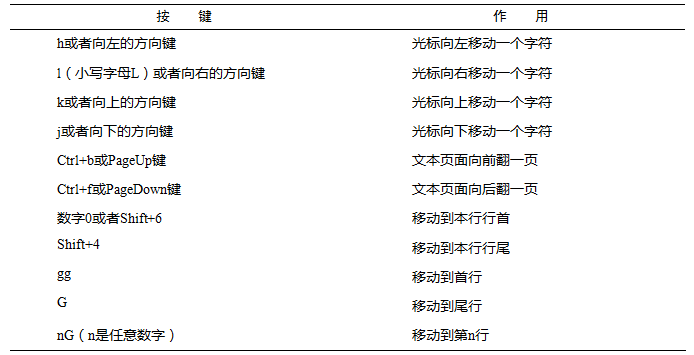 按 键 作 用
h或者向左的方向键 光标向左移动一个字符
l（小写字母L）或者向右的方向键 光标向右移动一个字符
k或者向上的方向键 光标向上移动一个字符
j或者向下的方向键 光标向下移动一个字符
Ctrl+b或PageUp键 文本页面向前翻一页
Ctrl+f或PageDown键 文本页面向后翻一页
数字0或者Shift+6 移动到本行行首
Shift+4 移动到本行行尾
gg 移动到首行
G 移动到尾行
nG（n是任意数字） 移动到第n行